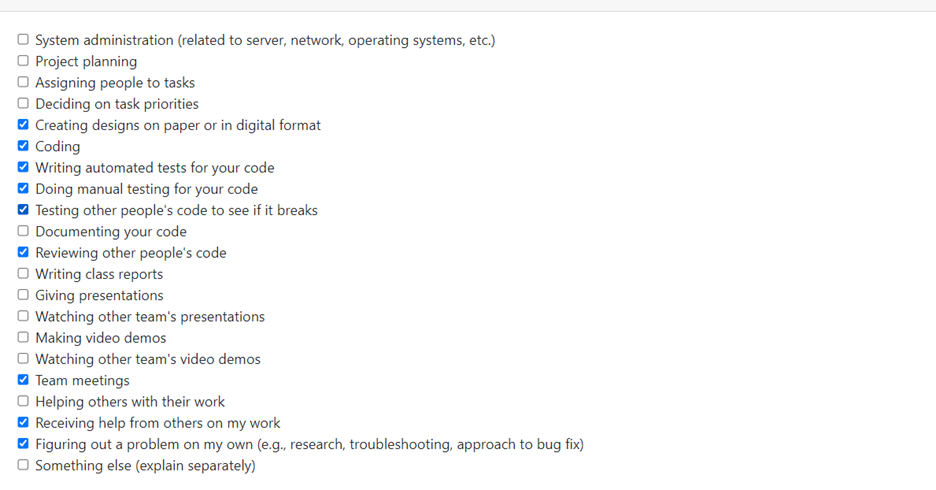 System administration (related to server, network, operating systems, etc.)
Project planning
Assigning people to tasks
Deciding on task priorities
Creating designs on paper or in digital format
Coding
Writing automated tests for your code
Doing manual testing for your code
Testing other people's code to see if it breaks
Documenting your code
Reviewing other people's code
Writing class reports
Giving presentations
Watching other team's presentations
Making video demos
Watching other team's video demos
Team meetings
Helping others with their work
Receiving help from others on my work
Figuring out a problem on my own (e.g., research, troubleshooting, approach to bug fix)
Something else (explain separately)